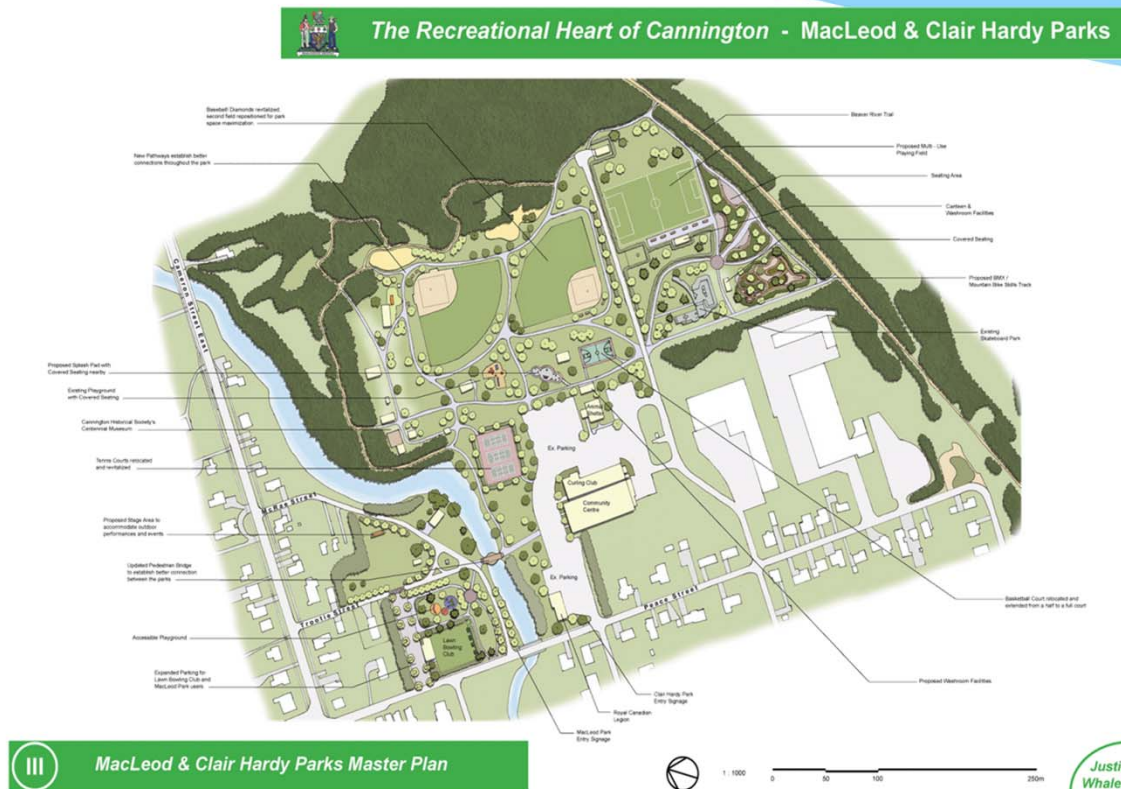 The Recreational Heart of Cannington - MacLeod & Clair Hardy Parks
Baseball Diamonds revitalized
second field repositioned for park
space maximization
New Pathways establish better
connections throughout the park
Beaver River Trail
Proposed Multi - Use
Playing Field
Seating Area
Canteen &
Washroom Facilities
Covered Seating
Proposed BMX /
Mountain Bike Skills Track
Existing
Skateboard Park
Cameron Street East
Proposed Splash Pad with
Covered Seating nearby
Existing Playground
with Covered Seating
Cannington Historical Society's
Centennial Museum
Tennis Courts relocated
and revitalized
McRae Street
Proposed Stage Area to
accommodate outdoor
performances and events
Updated Pedestrian Bridge
to establish better connection
between the parks
Accessible Playground
Expanded Parking for
Lawn Bowling Club and
MacLeod Park users
Animal
Shelter
Ex. Parking
Curling Club
Community
Centre
Ex. Parking
Peace Street
Lawn
Bowling
Club
Basketball Court relocated and
extended from a half to a full court
Proposed Washroom Facilities
Clair Hardy Park
Entry Signage
Royal Canadian
Legion
MacLeod Park
Entry Signage
III
MacLeod & Clair Hardy Parks Master Plan
1 : 1000
0 50 100 250m
Justi
Whale